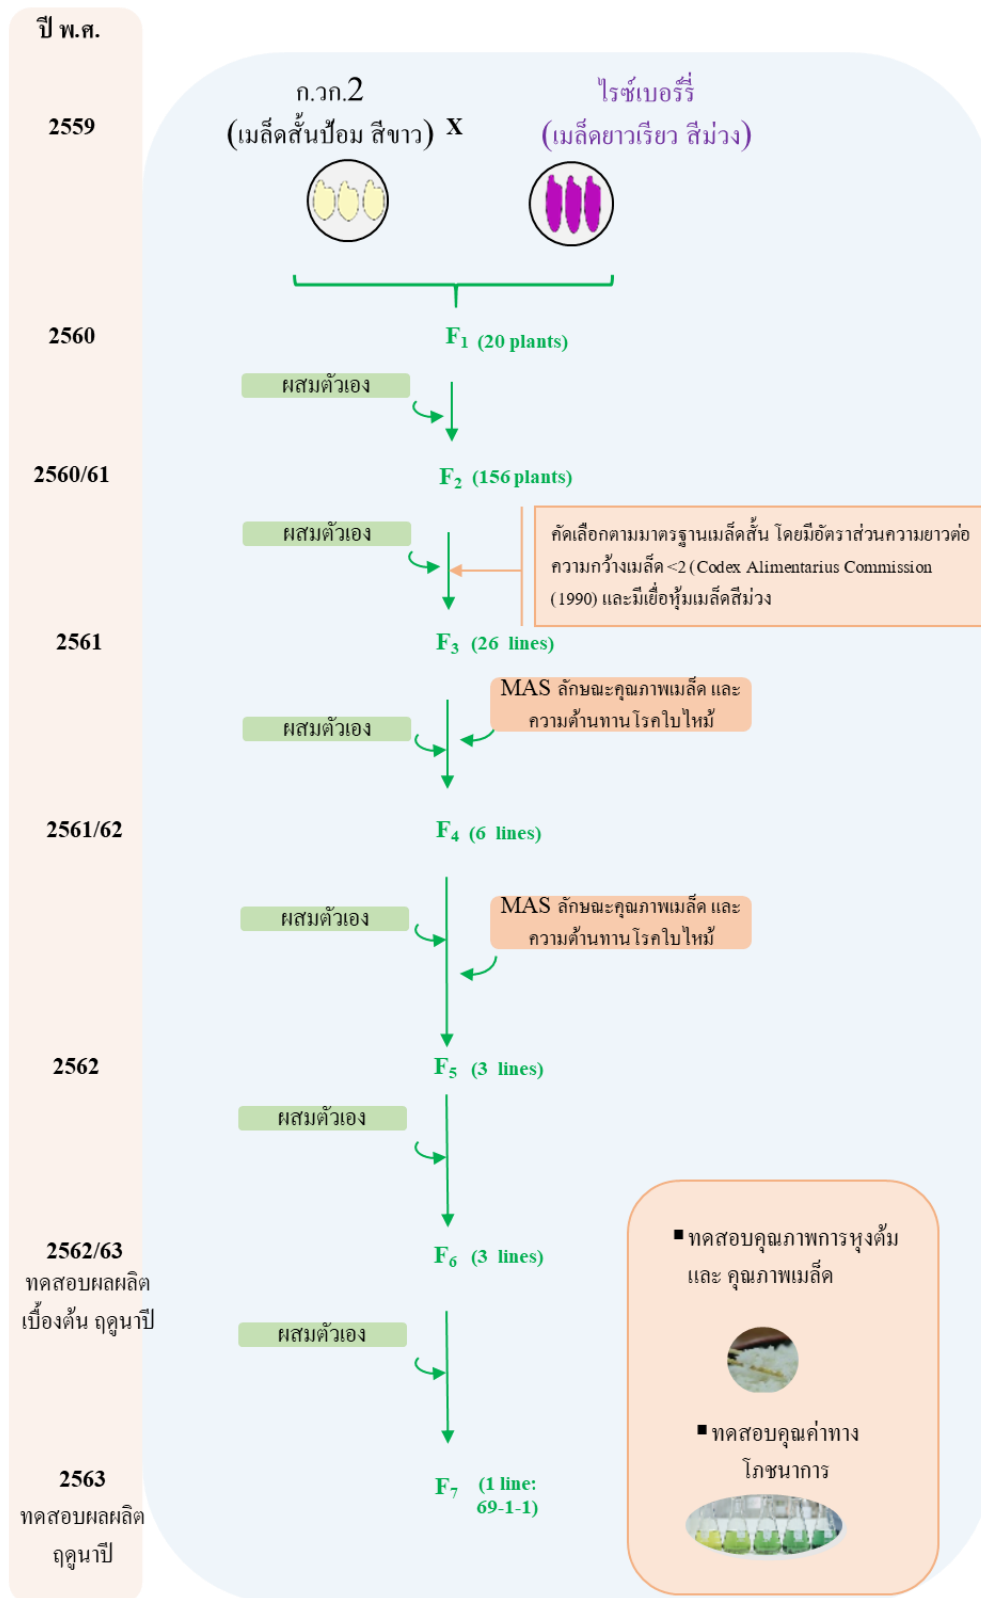 ปี พ.ศ.
2559
ก.วก.2
(เมล็ดสั้นป้อม สีขาว)
X
ไรซ์เบอร์รี่
(เมล็ดยาวเรียว สีม่วง)
2560
F1 (20 plants)
ผสมตัวเอง
2560/61
F2 (156 plants)
ผสมตัวเอง
คัดเลือกตามมาตรฐานเมล็ดสั้น โดยมีอัตราส่วนความยาวต่อ
ความกว้างเมล็ด <2 (Codex Alimentarius Commission
(1990) และมีเยื่อหุ้มเมล็ดสีม่วง
2561
F3 (26 lines)
MAS ลักษณะคุณภาพเมล็ด และ
ความต้านทานโรคใบไหม้
ผสมตัวเอง
2561/62
F4 (6 lines)
MAS ลักษณะคุณภาพเมล็ด และ
ความต้านทานโรคใบไหม้
ผสมตัวเอง
2562
F5 (3 lines)
ผสมตัวเอง
2562/63
ทดสอบผลผลิต
เบื้องต้น ฤดูนาปี
F6 (3 lines)
ผสมตัวเอง
2563
ทดสอบผลผลิต
ฤดูนาปี
F7 (1 line:
69-1-1)
▪ ทดสอบคุณภาพการหุงต้ม
และ คุณภาพเมล็ด
▪ ทดสอบคุณค่าทาง
โภชนาการ